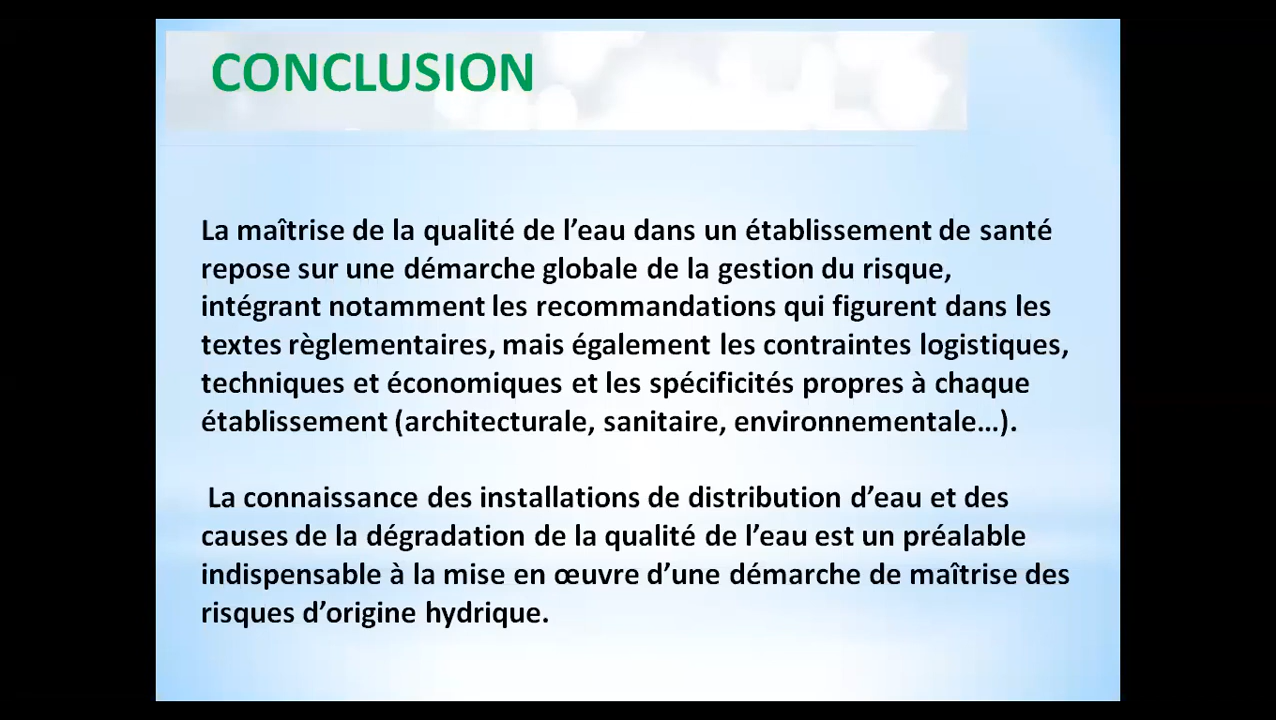 CONCLUSION
La maîtrise de la qualité de l’eau dans un établissement de santé
repose sur une démarche globale de la gestion du risque,
intégrant notamment les recommandations qui figurent dans les
textes règlementaires, mais également les contraintes logistiques,
techniques et économiques et les spécificités propres à chaque
établissement (architecturale, sanitaire, environnementale…).
La connaissance des installations de distribution d’eau et des
causes de la dégradation de la qualité de l’eau est un préalable
indispensable à la mise en œuvre d’une démarche de maîtrise des
risques d’origine hydrique.